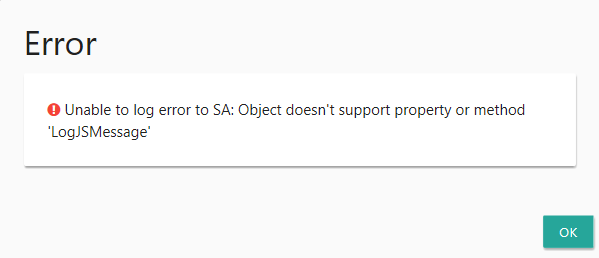 Error
Unable to log error to SA: Object doesn't support property or method
'LogJSMessage'
OK